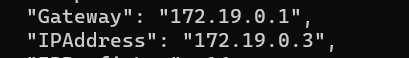 "Gateway": "172.19.0.1",
"IPAddress": "172.19.0.3",